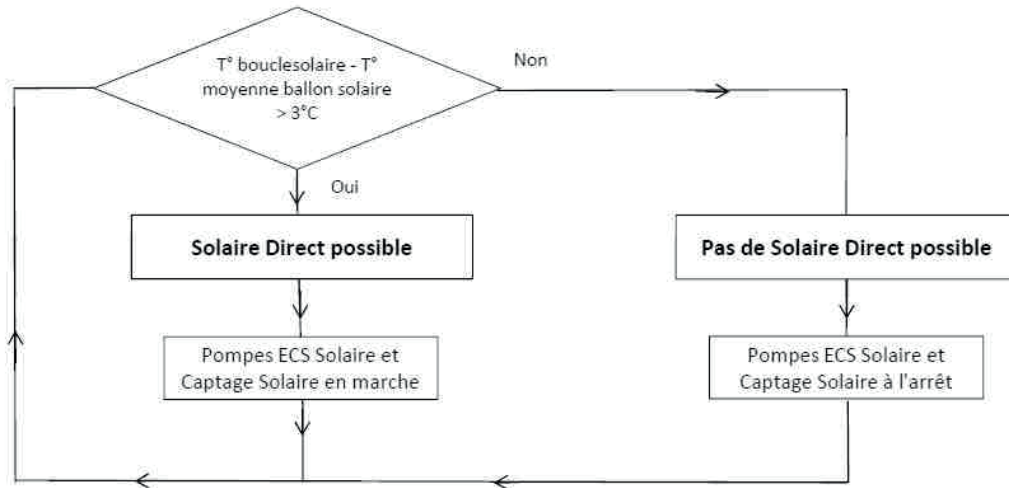 T° bouclesolaire - T°
moyenne ballon solaire
> 3°C
Non
Oui
Solaire Direct possible
Pas de Solaire Direct possible
Pompes ECS Solaire et
Captage Solaire en marche
Pompes ECS Solaire et
Captage Solaire à l'arrêt